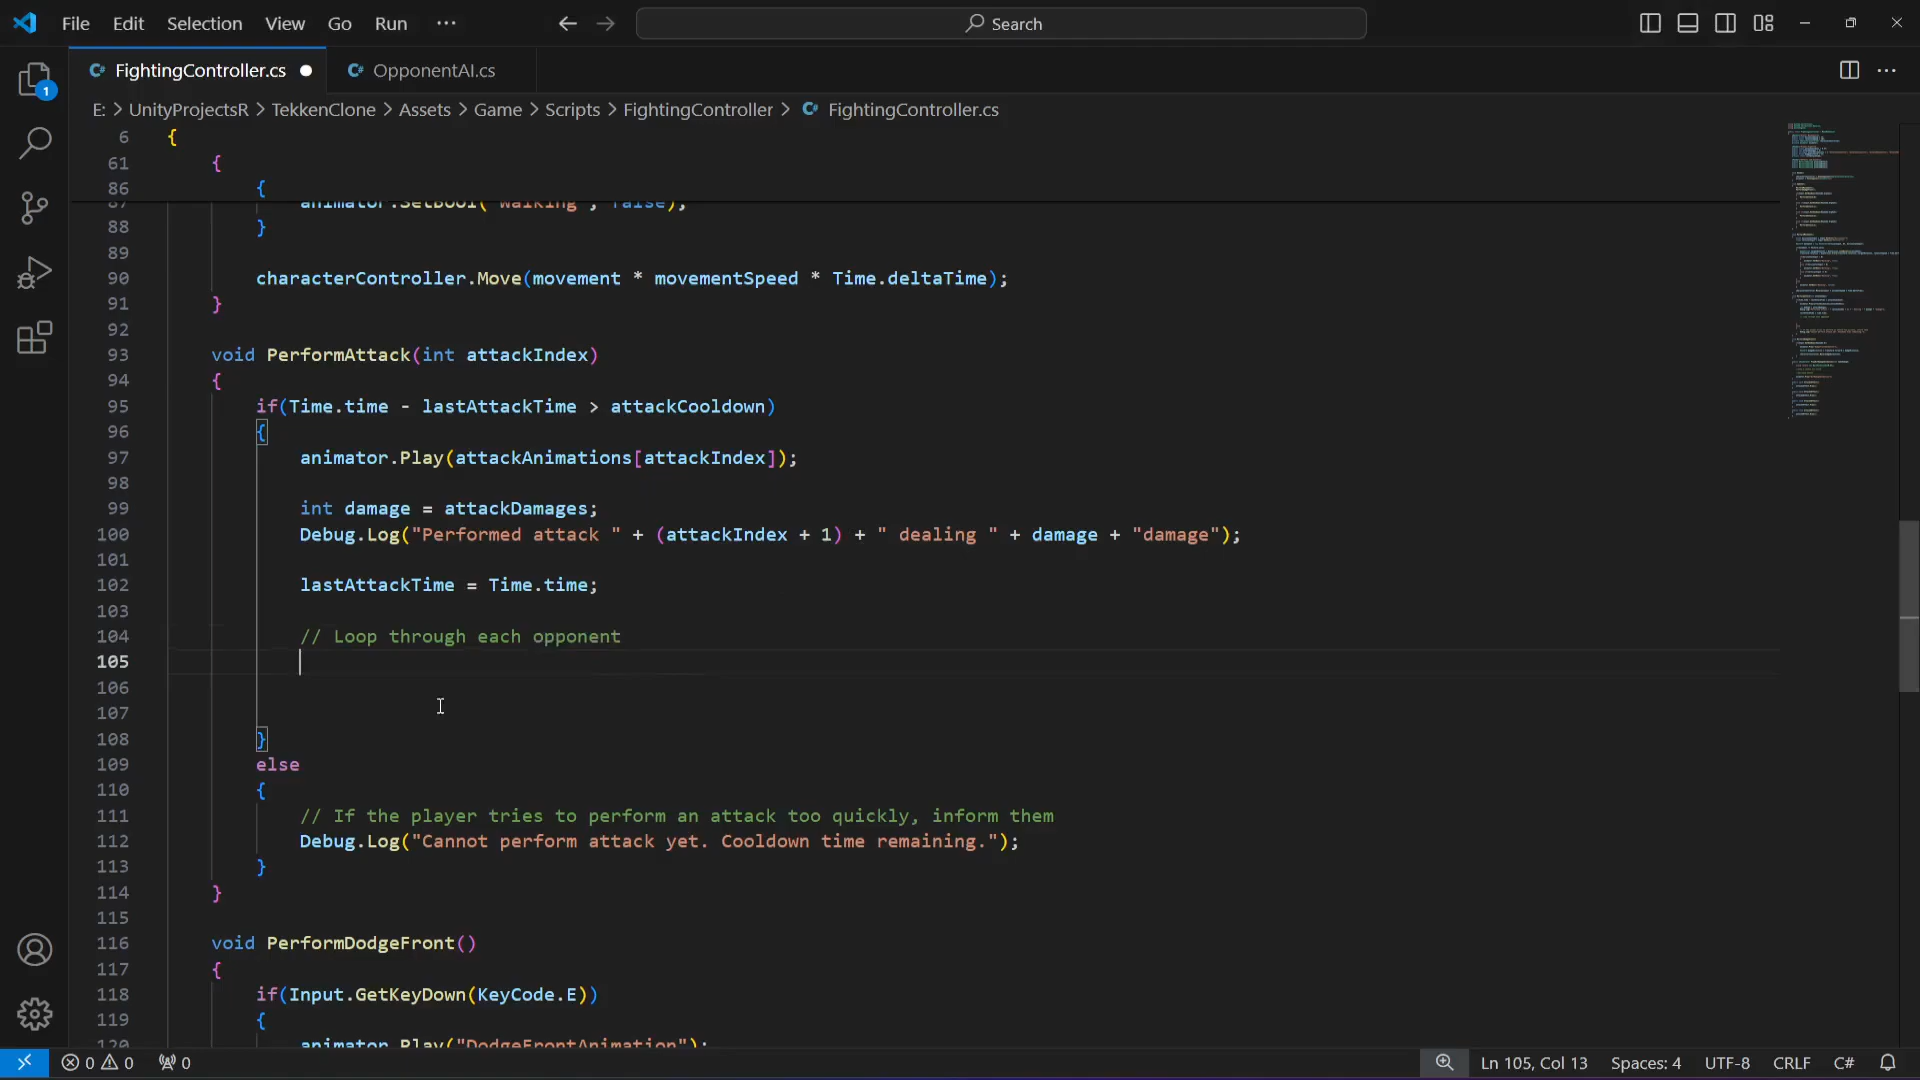 File Edit Selection View Go Run ··· Search
FightingController.cs OpponentAI.cs
E: > UnityProjectsR > TekkenClone > Assets > Game > Scripts > FightingController > FightingController.cs
1
6 {
61 {
86 {
87 animator.SetBool("Walking", false);
88 }
89
90 characterController.Move(movement * movementSpeed * Time.deltaTime);
91 }
92
93 void PerformAttack(int attackIndex)
94 {
95 if(Time.time - lastAttackTime > attackCooldown)
96 {
97 animator.Play(attackAnimations[attackIndex]);
98
99 int damage = attackDamages;
100 Debug.Log("Performed attack " + (attackIndex + 1) + " dealing " + damage + "damage");
101
102 lastAttackTime = Time.time;
103
104 // Loop through each opponent
105
106
107
108 }
109 else
110 {
111 // If the player tries to perform an attack too quickly, inform them
112 Debug.Log("Cannot perform attack yet. Cooldown time remaining.");
113 }
114 }
115
116 void PerformDodgeFront()
117 {
118 if(Input.GetKeyDown(KeyCode.E))
119 {
120 animator.Play("DodgeFrontAnimation");
0 0 0 Ln 105, Col 13 Spaces: 4 UTF-8 CRLF C#